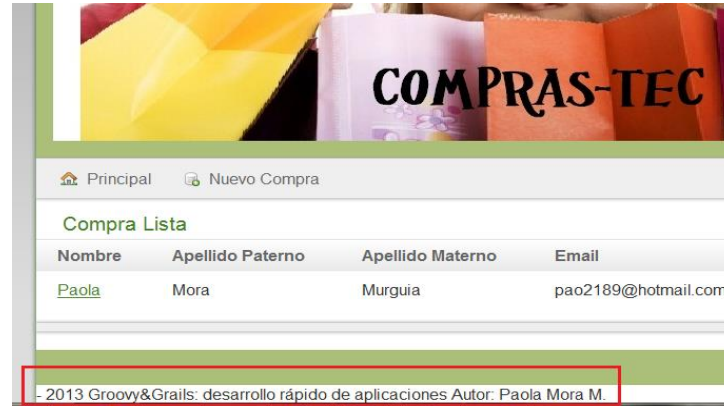 COMPRAS-TEC
Principal Nuevo Compra
Compra Lista
Nombre Apellido Paterno Apellido Materno Email
Paola Mora Murguia pao2189@hotmail.com
- 2013 Groovy&Grails: desarrollo rápido de aplicaciones Autor: Paola Mora M.